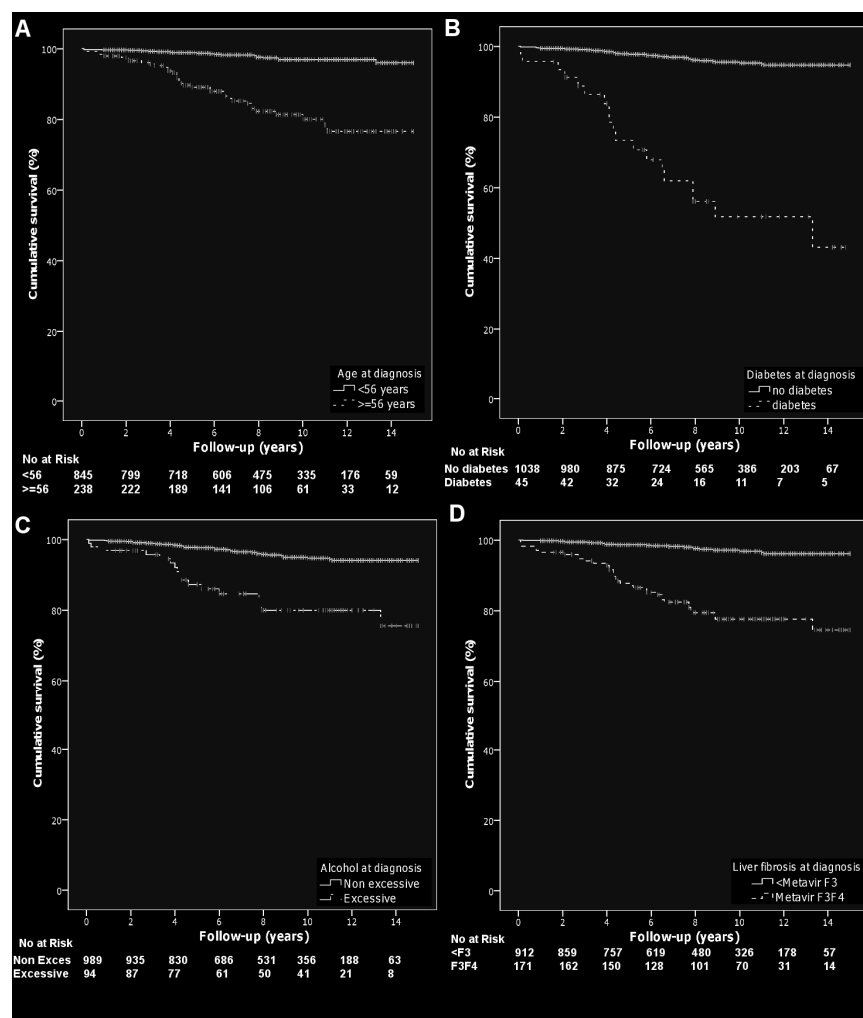 A
Cumulative survival (%)
100
80
60
40
20
0
Age at diagnosis
<56 years
>=56 years
0 2 4 6 8 10 12 14
Follow-up (years)
No at Risk
<56 845 799 718 606 475 335 176 59
>=56 238 222 189 141 106 61 33 12
B
Cumulative survival (%)
100
80
60
40
20
0
Diabetes at diagnosis
no diabetes
diabetes
0 2 4 6 8 10 12 14
Follow-up (years)
No at Risk
No diabetes 1038 980 875 724 565 386 203 67
Diabetes 45 42 32 24 16 11 7 5
C
Cumulative survival (%)
100
80
60
40
20
0
Alcohol at diagnosis
Non excessive
Excessive
0 2 4 6 8 10 12 14
Follow-up (years)
No at Risk
Non Exces 989 935 830 686 531 356 188 63
Excessive 94 87 77 61 50 41 21 8
D
Cumulative survival (%)
100
80
60
40
20
0
Liver fibrosis at diagnosis
<Metavir F3
Metavir F3F4
0 2 4 6 8 10 12 14
Follow-up (years)
No at Risk
<F3 912 859 757 619 480 326 178 57
F3F4 171 162 150 128 101 70 31 14